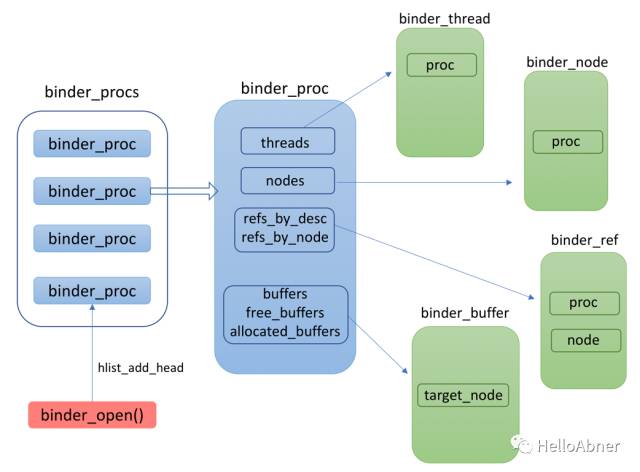 binder_procs
binder_proc
binder_proc
binder_proc
binder_proc
hlist_add_head
binder_open()
binder_proc
threads
nodes
refs_by_desc
refs_by_node
buffers
free_buffers
allocated_buffers
binder_thread
proc
binder_node
proc
binder_ref
proc
node
binder_buffer
target_node
HelloAbner